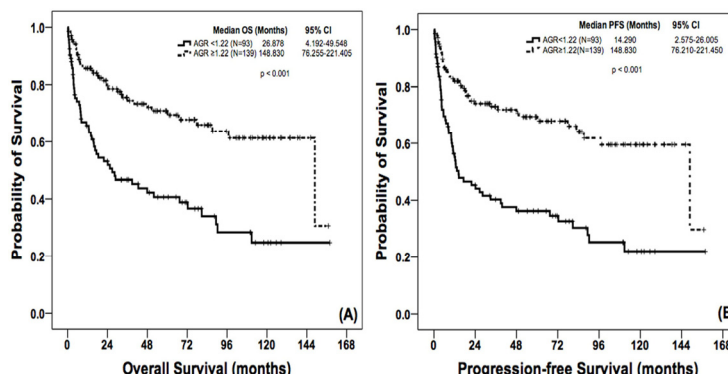 Median OS (Months) 95% CI
AGR <1.22 (N=93) 26.878 4.192-49.548
AGR ≥1.22 (N=139) 148.830 76.255-221.405
p < 0.001
Probability of Survival
1.0
0.8
0.6
0.4
0.2
0.0
0 24 48 72 96 120 144 168
Overall Survival (months)
(A)
Median PFS (Months) 95% CI
AGR<1.22 (N=93) 14.290 2.575-26.005
AGR≥1.22(N=139) 148.830 76.210-221.450
p < 0.001
Probability of Survival
1.0
0.8
0.6
0.4
0.2
0.0
0 24 48 72 96 120 144 168
Progression-free Survival (months)